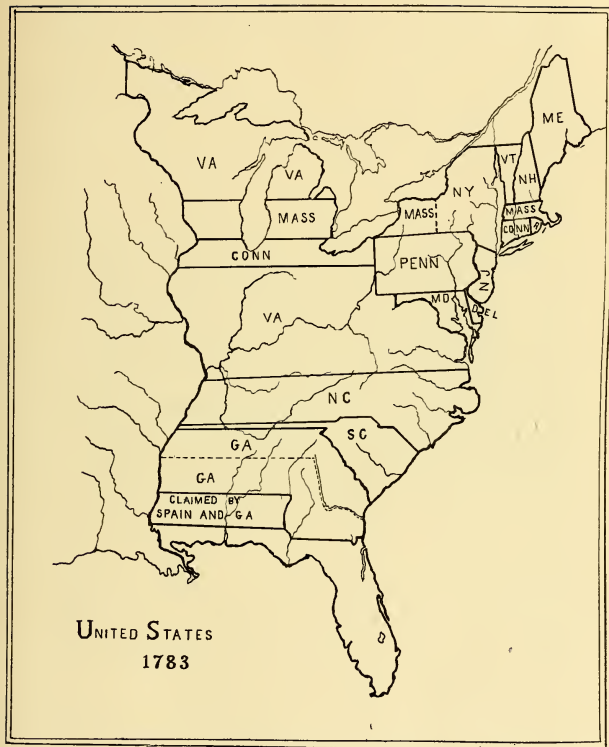 ME
VA
VA
VT
NH
NY
MASS
MASS
MASS
CONN
CONN
PENN
NJ
MD
DEL
VA
NC
SC
GA
GA
CLAIMED BY
SPAIN AND GA
UNITED STATES
1783